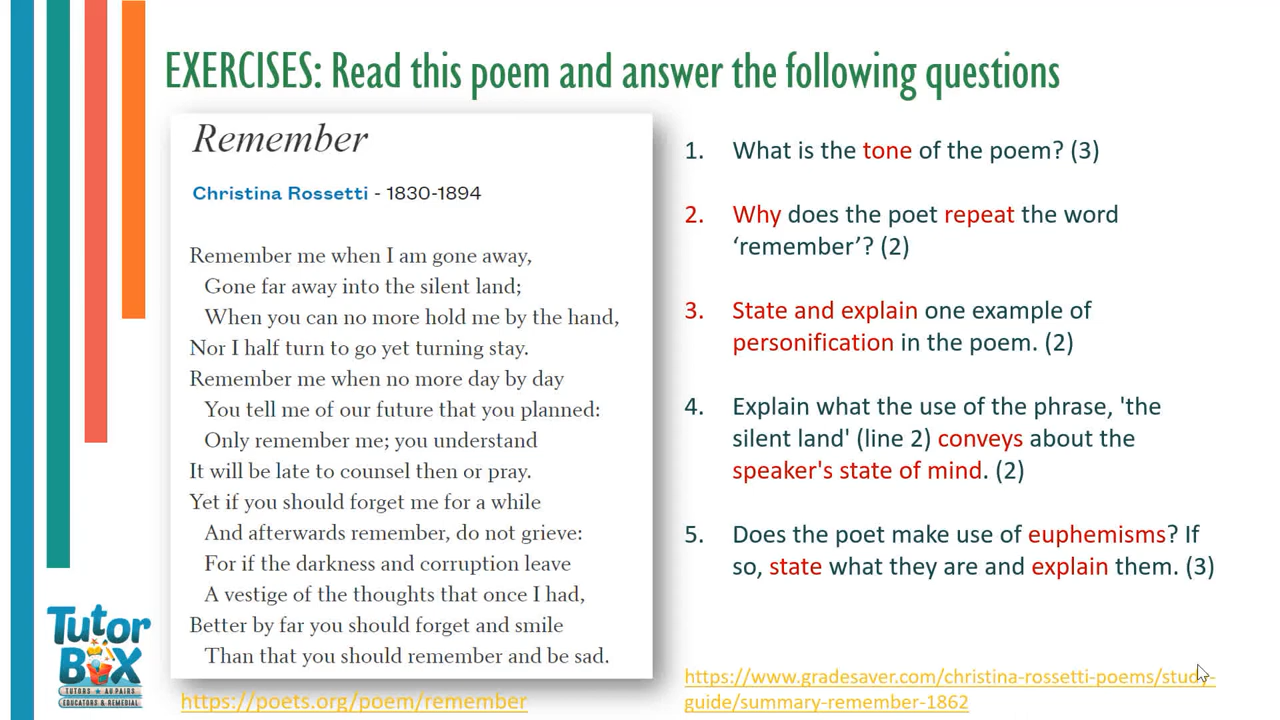 EXERCISES: Read this poem and answer the following questions
Remember
Christina Rossetti - 1830-1894
Remember me when I am gone away,
Gone far away into the silent land;
When you can no more hold me by the hand,
Nor I half turn to go yet turning stay.
Remember me when no more day by day
You tell me of our future that you planned:
Only remember me; you understand
It will be late to counsel then or pray.
Yet if you should forget me for a while
And afterwards remember, do not grieve:
For if the darkness and corruption leave
A vestige of the thoughts that once I had,
Better by far you should forget and smile
Than that you should remember and be sad.
https://poets.org/poem/remember
1. What is the tone of the poem? (3)
2. Why does the poet repeat the word
‘remember’? (2)
3. State and explain one example of
personification in the poem. (2)
4. Explain what the use of the phrase, 'the
silent land' (line 2) conveys about the
speaker's state of mind. (2)
5. Does the poet make use of euphemisms? If
so, state what they are and explain them. (3)
https://www.gradesaver.com/christina-rossetti-poems/study-
guide/summary-remember-1862
Tutor
BOX
TUTORS ★ AU PAIRS
EDUCATORS & REMEDIAL